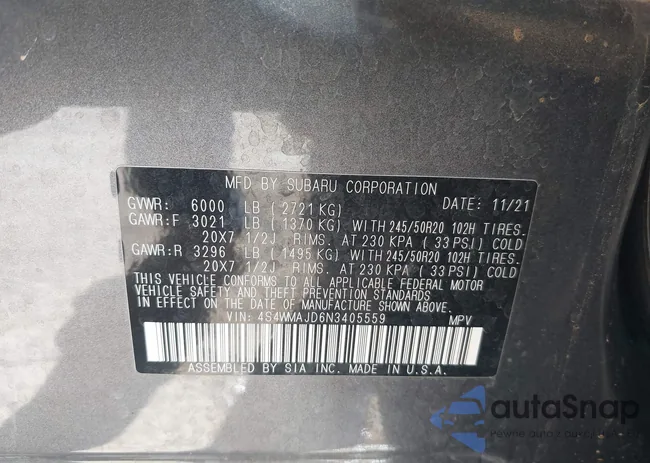 MFD BY SUBARU CORPORATION
GVWR: 6000 LB ( 2721 KG) DATE: 11/21
GAWR:F 3021 LB ( 1370 KG) WITH 245/50R20 102H TIRES.
20X7 1/2J RIMS. AT 230 KPA ( 33 PSI) COLD
GAWR:R 3296 LB ( 1495 KG) WITH 245/50R20 102H TIRES.
20X7 1/2J RIMS. AT 230 KPA ( 33 PSI) COLD
THIS VEHICLE CONFORMS TO ALL APPLICABLE FEDERAL MOTOR
VEHICLE SAFETY AND THEFT PREVENTION STANDARDS
IN EFFECT ON THE DATE OF MANUFACTURE SHOWN ABOVE.
VIN: 4S4WMAJD6N3405559 MPV
ASSEMBLED BY SIA INC. MADE IN U.S.A.
autaSnap
pewne auto z usa